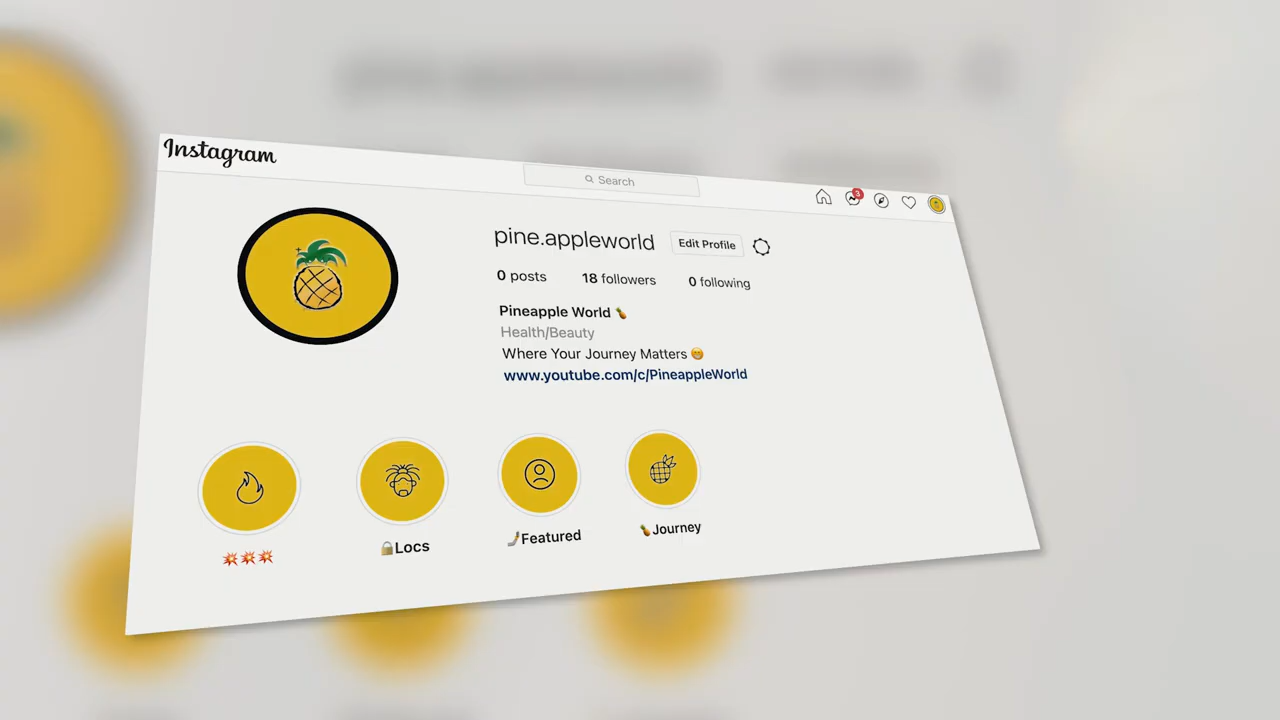 Instagram
Search
3
pine.appleworld Edit Profile
0 posts 18 followers 0 following
Pineapple World 🍍
Health/Beauty
Where Your Journey Matters 🤭
www.youtube.com/c/PineappleWorld
💥💥💥 🔒Locs 🤳Featured 🍍Journey